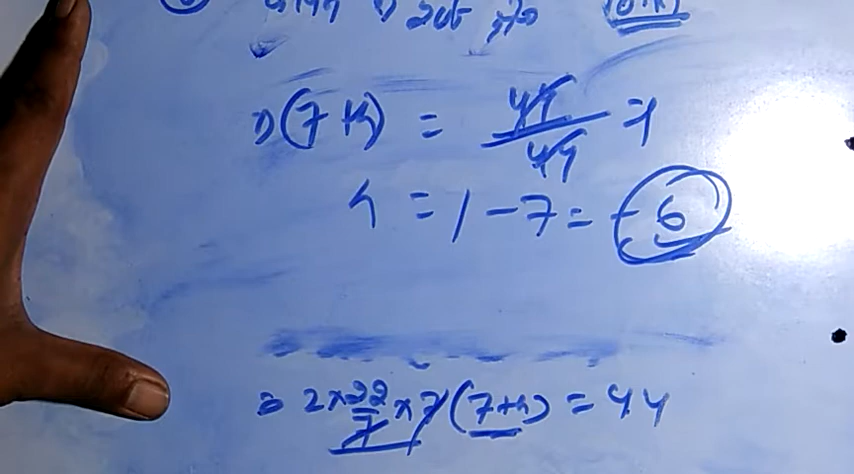 ⇒ (7+h) = 44/44 = 1
h = 1 - 7 = - 6
⇒ 2 x 22/7 x 7 (7+h) = 44